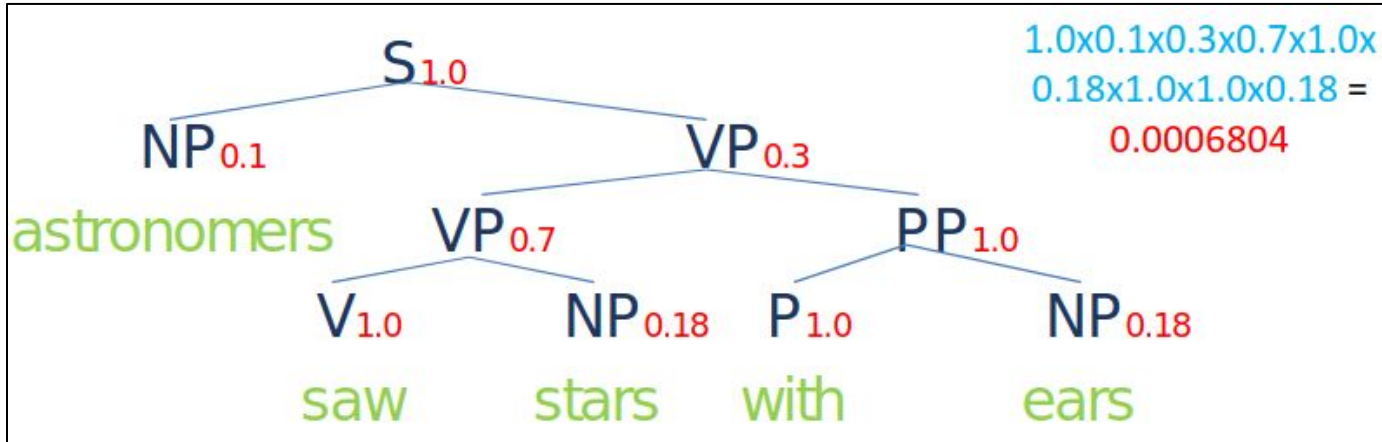 1.0x0.1x0.3x0.7x1.0x
0.18x1.0x1.0x0.18 =
0.0006804
S1.0
NP0.1 VP0.3
astronomers VP0.7 PP1.0
V1.0 NP0.18 P1.0 NP0.18
saw stars with ears